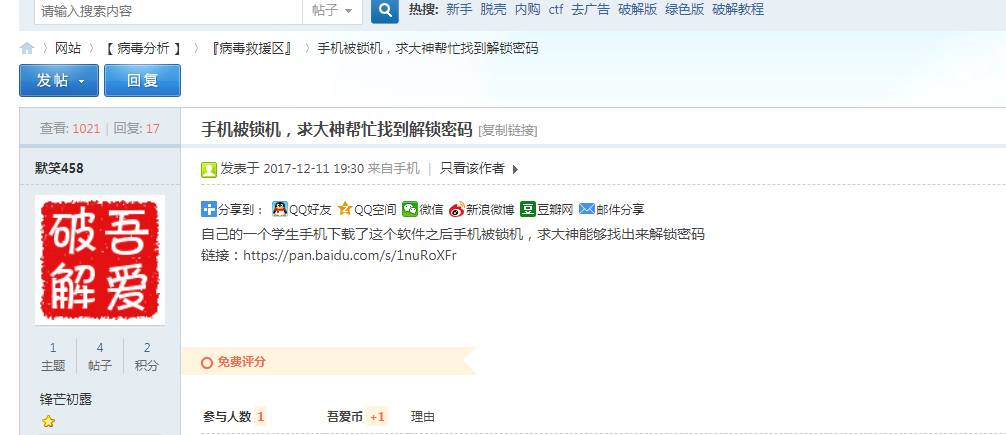 请输入搜索内容 帖子 热搜: 新手 脱壳 内购 ctf 去广告 破解版 绿色版 破解教程
网站 【 病毒分析 】 『病毒救援区』 手机被锁机，求大神帮忙找到解锁密码
发帖 回复
查看: 1021 | 回复: 17 手机被锁机，求大神帮忙找到解锁密码 [复制链接]
默笑458 发表于 2017-12-11 19:30 来自手机 | 只看该作者
吾爱破解
分享到： QQ好友 QQ空间 微信 新浪微博 豆 豆瓣网 邮件分享
自己的一个学生手机下载了这个软件之后手机被锁机，求大神能够找出来解锁密码
链接：https://pan.baidu.com/s/1nuRoXFr
1 4 2
主题 帖子 积分
免费评分
锋芒初露
参与人数 1 吾爱币 +1 理由